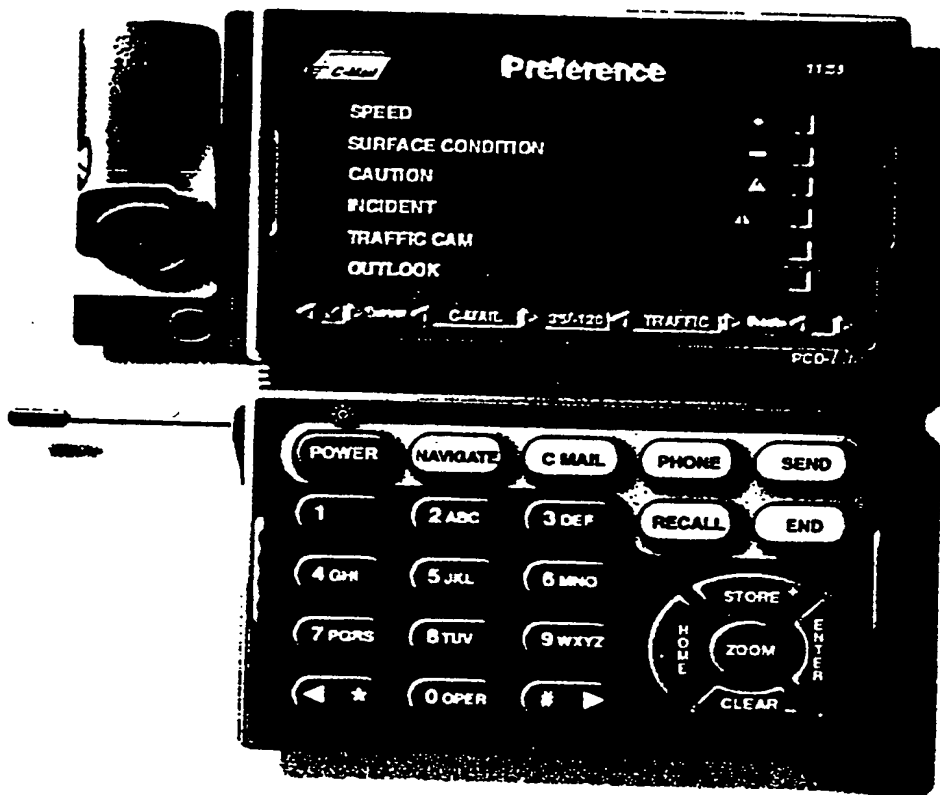 C-Mail Preference
SPEED
SURFACE CONDITION
CAUTION
INCIDENT
TRAFFIC CAM
OUTLOOK
C-MAIL TRAFFIC
POWER NAVIGATE C MAIL PHONE SEND
1 2 ABC 3 DEF RECALL END
4 GHI 5 JKL 6 MNO
STORE +
7 PQRS 8 TUV 9 WXYZ HOME ZOOM ENTER
◀ * 0 OPER # ▶
CLEAR -